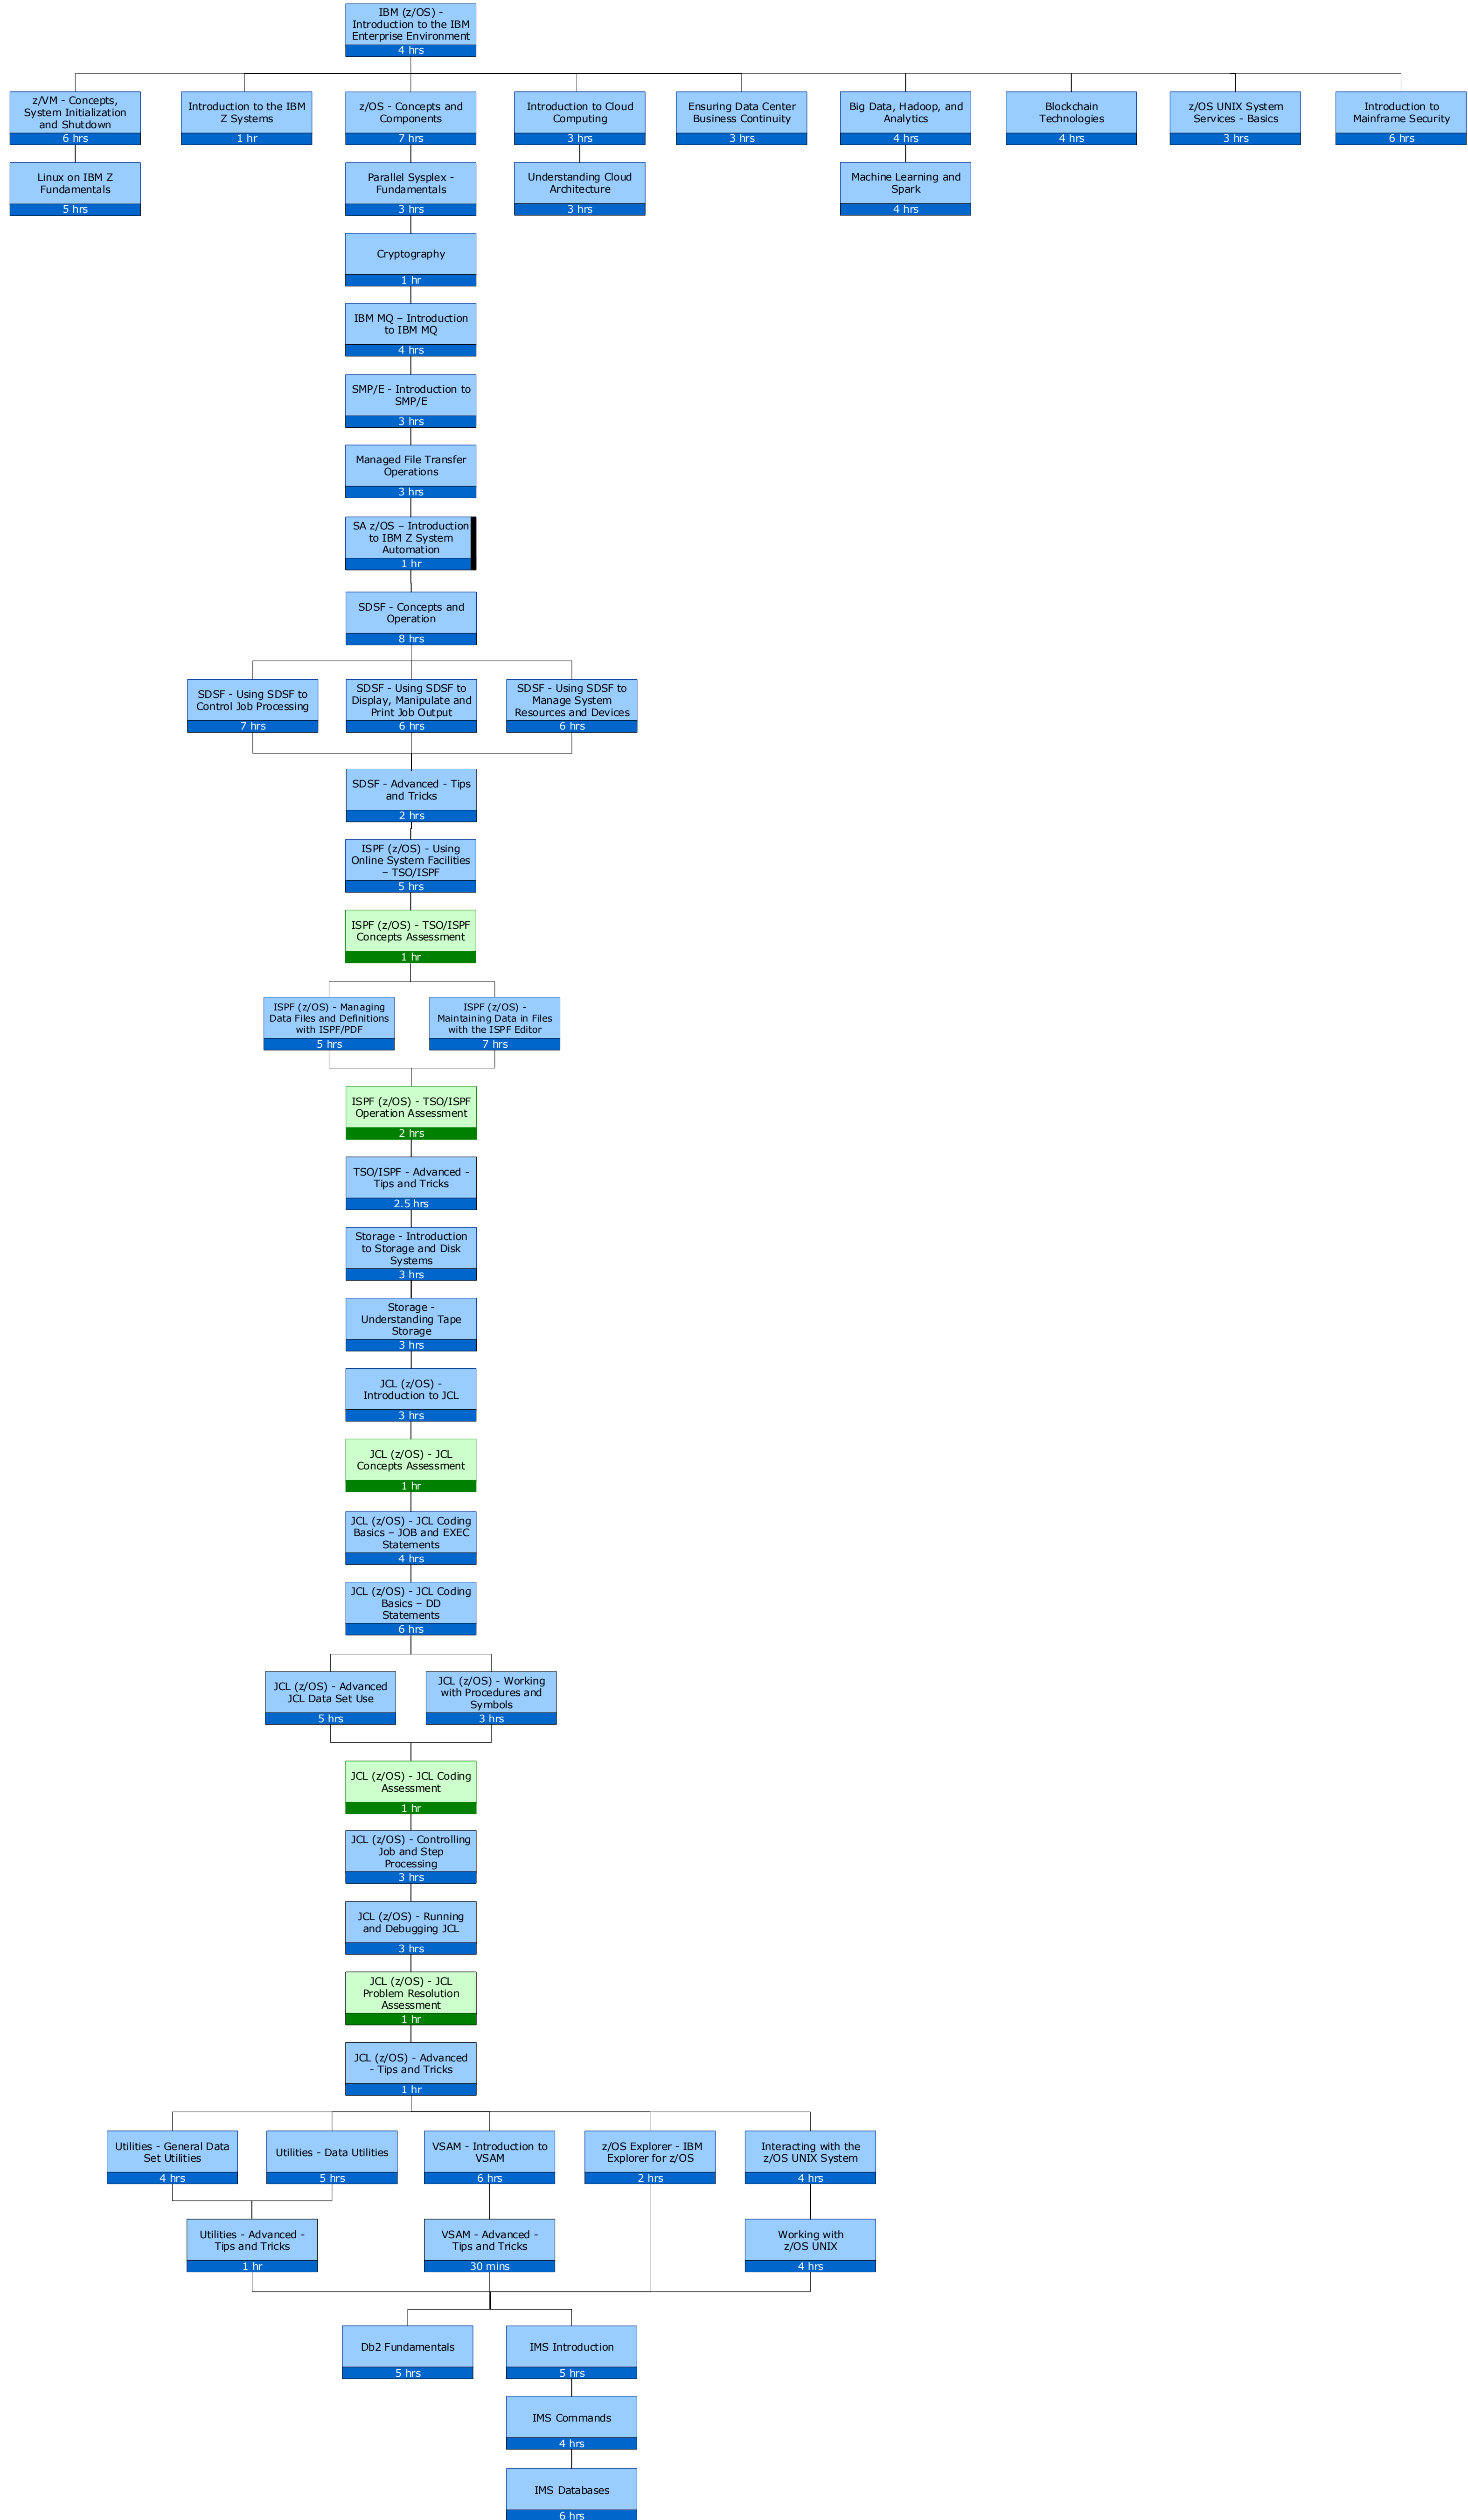 IBM (z/OS) -
Introduction to the IBM
Enterprise Environment
4 hrs
z/VM - Concepts,
System Initialization
and Shutdown
6 hrs
Introduction to the IBM
Z Systems
1 hr
z/OS - Concepts and
Components
7 hrs
Introduction to Cloud
Computing
3 hrs
Ensuring Data Center
Business Continuity
3 hrs
Big Data, Hadoop, and
Analytics
4 hrs
Blockchain
Technologies
4 hrs
z/OS UNIX System
Services - Basics
3 hrs
Introduction to
Mainframe Security
6 hrs
Linux on IBM Z
Fundamentals
5 hrs
Parallel Sysplex -
Fundamentals
3 hrs
Understanding Cloud
Architecture
3 hrs
Machine Learning and
Spark
4 hrs
Cryptography
1 hr
IBM MQ – Introduction
to IBM MQ
4 hrs
SMP/E - Introduction to
SMP/E
3 hrs
Managed File Transfer
Operations
3 hrs
SA z/OS – Introduction
to IBM Z System
Automation
1 hr
SDSF - Concepts and
Operation
8 hrs
SDSF - Using SDSF to
Control Job Processing
7 hrs
SDSF - Using SDSF to
Display, Manipulate and
Print Job Output
6 hrs
SDSF - Using SDSF to
Manage System
Resources and Devices
6 hrs
SDSF - Advanced - Tips
and Tricks
2 hrs
ISPF (z/OS) - Using
Online System Facilities
– TSO/ISPF
5 hrs
ISPF (z/OS) - TSO/ISPF
Concepts Assessment
1 hr
ISPF (z/OS) - Managing
Data Files and Definitions
with ISPF/PDF
5 hrs
ISPF (z/OS) -
Maintaining Data in Files
with the ISPF Editor
7 hrs
ISPF (z/OS) - TSO/ISPF
Operation Assessment
2 hrs
TSO/ISPF - Advanced -
Tips and Tricks
2.5 hrs
Storage - Introduction
to Storage and Disk
Systems
3 hrs
Storage -
Understanding Tape
Storage
3 hrs
JCL (z/OS) -
Introduction to JCL
3 hrs
JCL (z/OS) - JCL
Concepts Assessment
1 hr
JCL (z/OS) - JCL Coding
Basics – JOB and EXEC
Statements
4 hrs
JCL (z/OS) - JCL Coding
Basics – DD
Statements
6 hrs
JCL (z/OS) - Advanced
JCL Data Set Use
5 hrs
JCL (z/OS) - Working
with Procedures and
Symbols
3 hrs
JCL (z/OS) - JCL Coding
Assessment
1 hr
JCL (z/OS) - Controlling
Job and Step
Processing
3 hrs
JCL (z/OS) - Running
and Debugging JCL
3 hrs
JCL (z/OS) - JCL
Problem Resolution
Assessment
1 hr
JCL (z/OS) - Advanced
- Tips and Tricks
1 hr
Utilities - General Data
Set Utilities
4 hrs
Utilities - Data Utilities
5 hrs
VSAM - Introduction to
VSAM
6 hrs
z/OS Explorer - IBM
Explorer for z/OS
2 hrs
Interacting with the
z/OS UNIX System
4 hrs
Utilities - Advanced -
Tips and Tricks
1 hr
VSAM - Advanced -
Tips and Tricks
30 mins
Working with
z/OS UNIX
4 hrs
Db2 Fundamentals
5 hrs
IMS Introduction
5 hrs
IMS Commands
4 hrs
IMS Databases
6 hrs